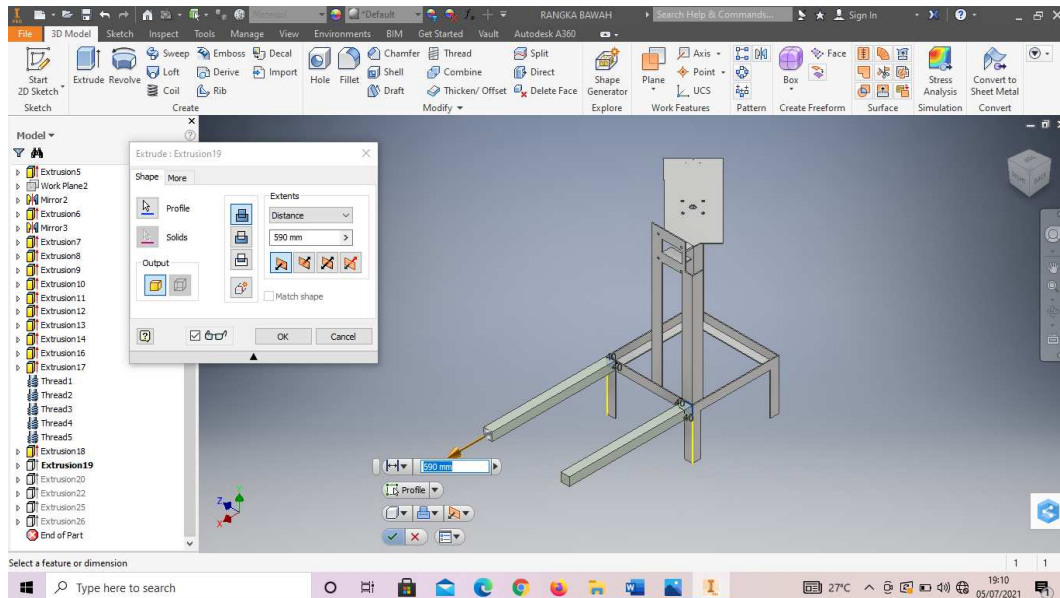 PRO
Material
*Default
RANGKA BAWAH
Search Help & Commands...
Sign In
File 3D Model Sketch Inspect Tools Manage View Environments BIM Get Started Vault Autodesk A360
Start 2D Sketch
Extrude
Revolve
Sweep
Loft
Coil
Emboss
Derive
Rib
Decal
Import
Hole
Fillet
Chamfer
Shell
Draft
Thread
Combine
Thicken/ Offset
Split
Direct
Delete Face
Shape Generator
Plane
Axis
Point
UCS
Box
Face
Stress Analysis
Convert to Sheet Metal
Sketch
Create
Modify
Explore
Work Features
Pattern
Create Freeform
Surface
Simulation
Convert
Model
Extrusion5
Work Plane2
Mirror2
Extrusion6
Mirror3
Extrusion7
Extrusion8
Extrusion9
Extrusion10
Extrusion11
Extrusion12
Extrusion13
Extrusion14
Extrusion16
Extrusion17
Thread1
Thread2
Thread3
Thread4
Thread5
Extrusion18
Extrusion19
Extrusion20
Extrusion22
Extrusion25
Extrusion26
End of Part
Extrude : Extrusion19
Shape More
Profile
Solids
Output
Extents
Distance
590 mm
Match shape
OK
Cancel
40
40
40
40
590 mm
Profile
Z
Y
X
RIGHT
BACK
Select a feature or dimension
1 1
Type here to search
27°C
19:10
05/07/2021